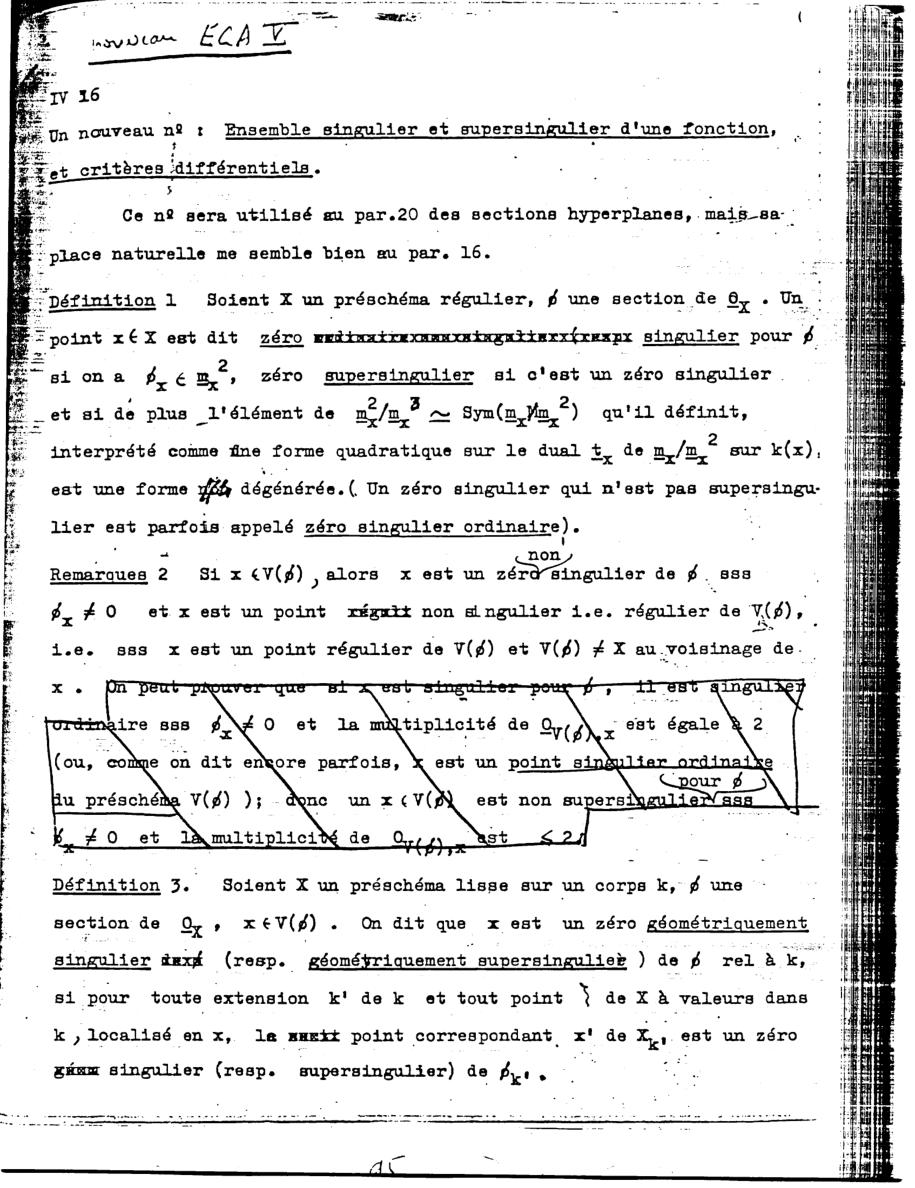 nouveau EGA V
IV 16
Un nouveau nº : Ensemble singulier et supersingulier d'une fonction,
et critères différentiels.
Ce nº sera utilisé au par.20 des sections hyperplanes, mais sa
place naturelle me semble bien au par. 16.
Définition 1 Soient X un préschéma régulier, ϕ une section de O_X . Un
point x ∈ X est dit zéro singulier pour ϕ
si on a ϕ_x ∈ m_x^2, zéro supersingulier si c'est un zéro singulier
et si de plus l'élément de m_x^2/m_x^3 ≃ Sym(m_x/m_x^2) qu'il définit,
interprété comme une forme quadratique sur le dual t_x de m_x/m_x^2 sur k(x),
est une forme dégénérée.( Un zéro singulier qui n'est pas supersingu-
lier est parfois appelé zéro singulier ordinaire).
Remarques 2 Si x ∈ V(ϕ), alors x est un zéro non singulier de ϕ sss
ϕ_x ≠ 0 et x est un point non singulier i.e. régulier de V(ϕ),
i.e. sss x est un point régulier de V(ϕ) et V(ϕ) ≠ X au voisinage de
x . On peut prouver que si x est singulier pour ϕ , il est singulier
ordinaire sss ϕ_x ≠ 0 et la multiplicité de O_V(ϕ),x est égale à 2
(ou, comme on dit encore parfois, x est un point singulier ordinaire
du préschéma V(ϕ) ); donc un x ∈ V(ϕ) est non supersingulier pour ϕ sss
ϕ_x ≠ 0 et la multiplicité de O_V(ϕ),x est ≤ 2.
Définition 3. Soient X un préschéma lisse sur un corps k, ϕ une
section de O_X , x ∈ V(ϕ) . On dit que x est un zéro géométriquement
singulier (resp. géométriquement supersingulier ) de ϕ rel à k,
si pour toute extension k' de k et tout point ξ de X à valeurs dans
k , localisé en x, le point correspondant x' de X_k' est un zéro
singulier (resp. supersingulier) de ϕ_k' .